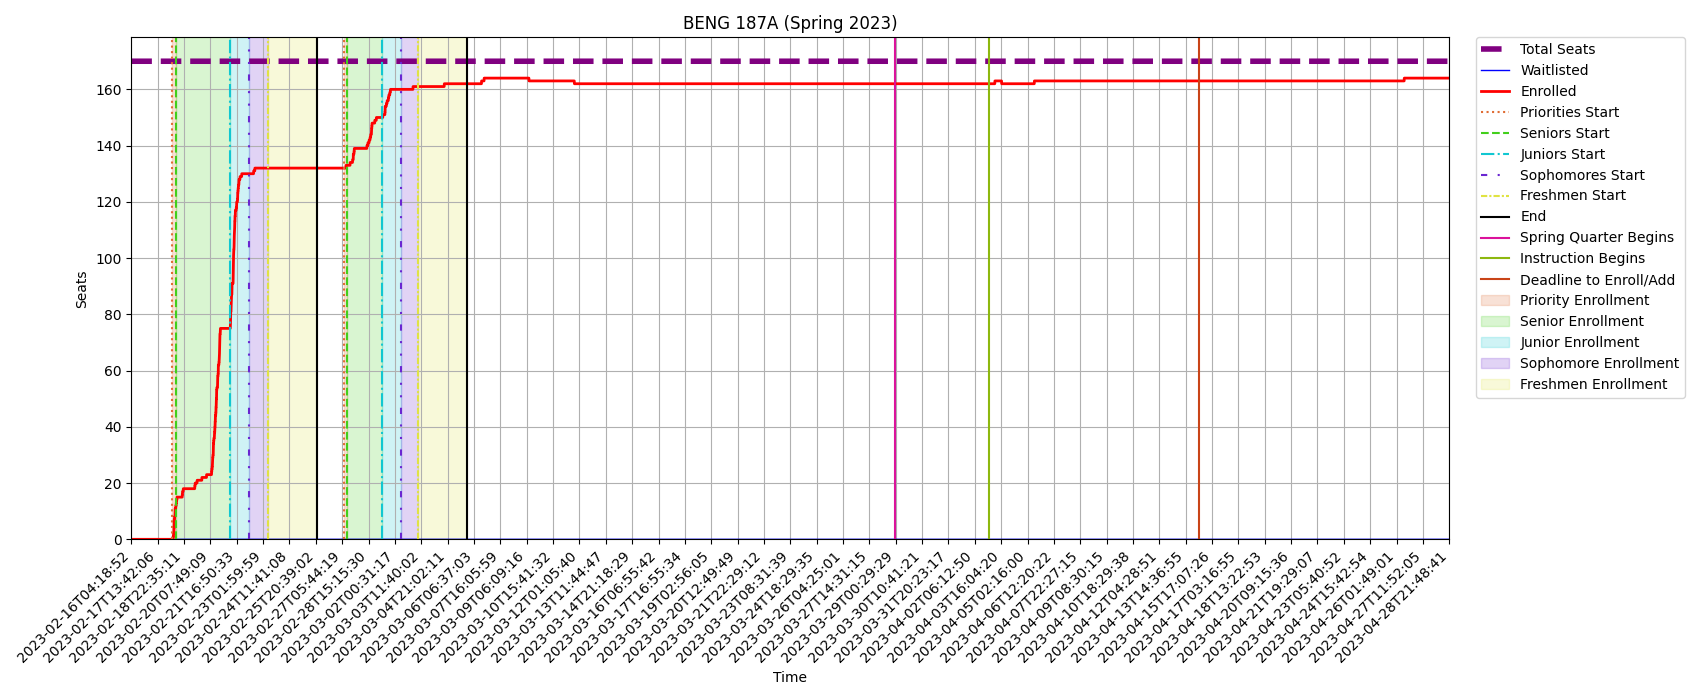 BENG 187A (Spring 2023)
Seats
160
140
120
100
80
60
40
20
0
2023-02-16T04:18:52
2023-02-17T13:42:06
2023-02-18T22:35:11
2023-02-20T07:49:09
2023-02-21T16:50:33
2023-02-23T01:59:59
2023-02-24T11:41:08
2023-02-25T20:39:02
2023-02-27T05:44:19
2023-02-28T15:15:30
2023-03-02T00:31:17
2023-03-03T11:40:02
2023-03-04T21:02:11
2023-03-06T06:37:03
2023-03-07T16:05:59
2023-03-09T06:09:16
2023-03-10T15:41:32
2023-03-12T01:05:40
2023-03-13T11:44:47
2023-03-14T21:18:29
2023-03-16T06:55:42
2023-03-17T16:55:34
2023-03-19T02:56:05
2023-03-20T12:49:49
2023-03-21T22:29:12
2023-03-23T08:31:39
2023-03-24T18:29:35
2023-03-26T04:25:01
2023-03-27T14:31:15
2023-03-29T00:29:29
2023-03-30T10:41:21
2023-03-31T20:23:17
2023-04-02T06:12:50
2023-04-03T16:04:20
2023-04-05T02:16:00
2023-04-06T12:20:22
2023-04-07T22:27:15
2023-04-09T08:30:15
2023-04-10T18:29:38
2023-04-12T04:28:51
2023-04-13T14:36:55
2023-04-15T17:07:26
2023-04-17T03:16:55
2023-04-18T13:22:53
2023-04-20T09:15:36
2023-04-21T19:29:07
2023-04-23T05:40:52
2023-04-24T15:42:54
2023-04-26T01:49:01
2023-04-27T11:52:05
2023-04-28T21:48:41
Time
Total Seats
Waitlisted
Enrolled
Priorities Start
Seniors Start
Juniors Start
Sophomores Start
Freshmen Start
End
Spring Quarter Begins
Instruction Begins
Deadline to Enroll/Add
Priority Enrollment
Senior Enrollment
Junior Enrollment
Sophomore Enrollment
Freshmen Enrollment